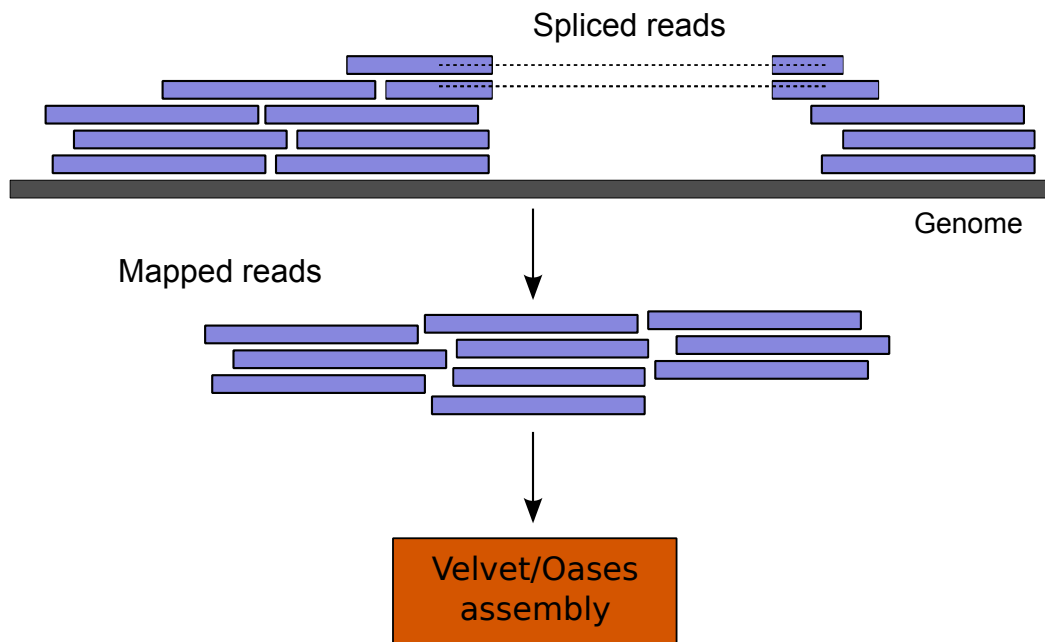 Spliced reads
Genome
Mapped reads
Velvet/Oases
assembly